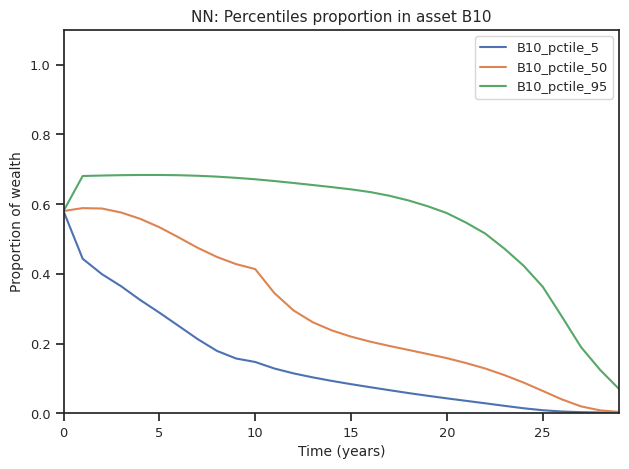 NN: Percentiles proportion in asset B10
B10_pctile_5
B10_pctile_50
B10_pctile_95
Proportion of wealth
1.0
0.8
0.6
0.4
0.2
0.0
0 5 10 15 20 25
Time (years)